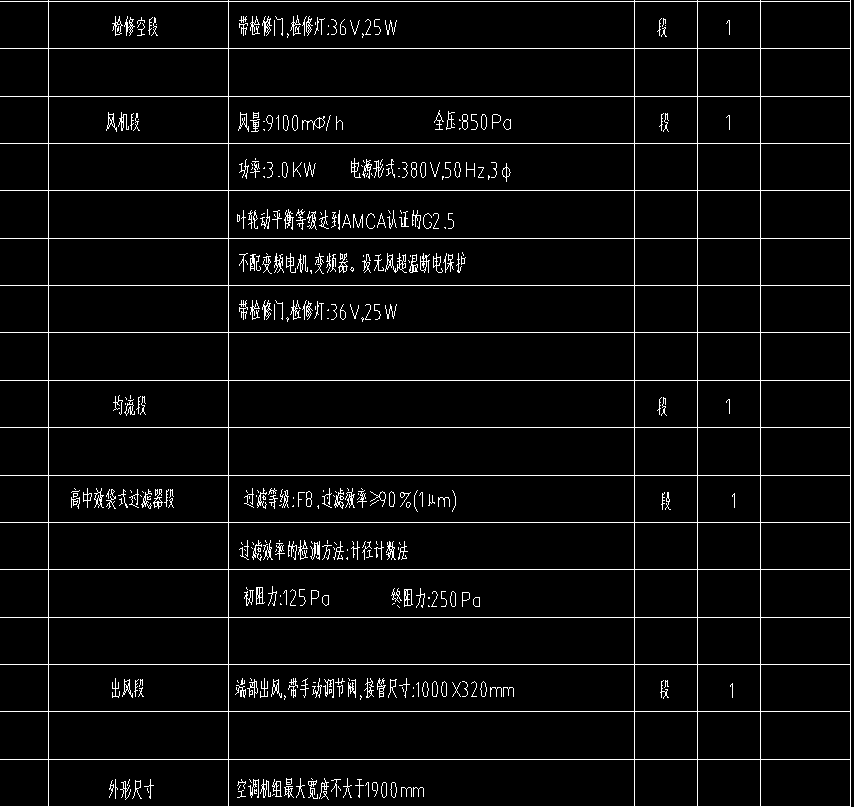 检修空段 带检修门,检修灯:36V,25W 段 1
风机段 风量:9100mΦ/h 全压:850Pa 段 1
功率:3.0KW 电源形式:380V,50Hz,3ϕ
叶轮动平衡等级达到AMCA认证的G2.5
不配变频电机,变频器。设无风超温断电保护
带检修门,检修灯:36V,25W
均流段 段 1
高中效袋式过滤器段 过滤等级:F8,过滤效率≥90%(1μm) 段 1
过滤效率的检测方法:计径计数法
初阻力:125Pa 终阻力:250Pa
出风段 端部出风,带手动调节阀,接管尺寸:1000X320mm 段 1
外形尺寸 空调机组最大宽度不大于1900mm